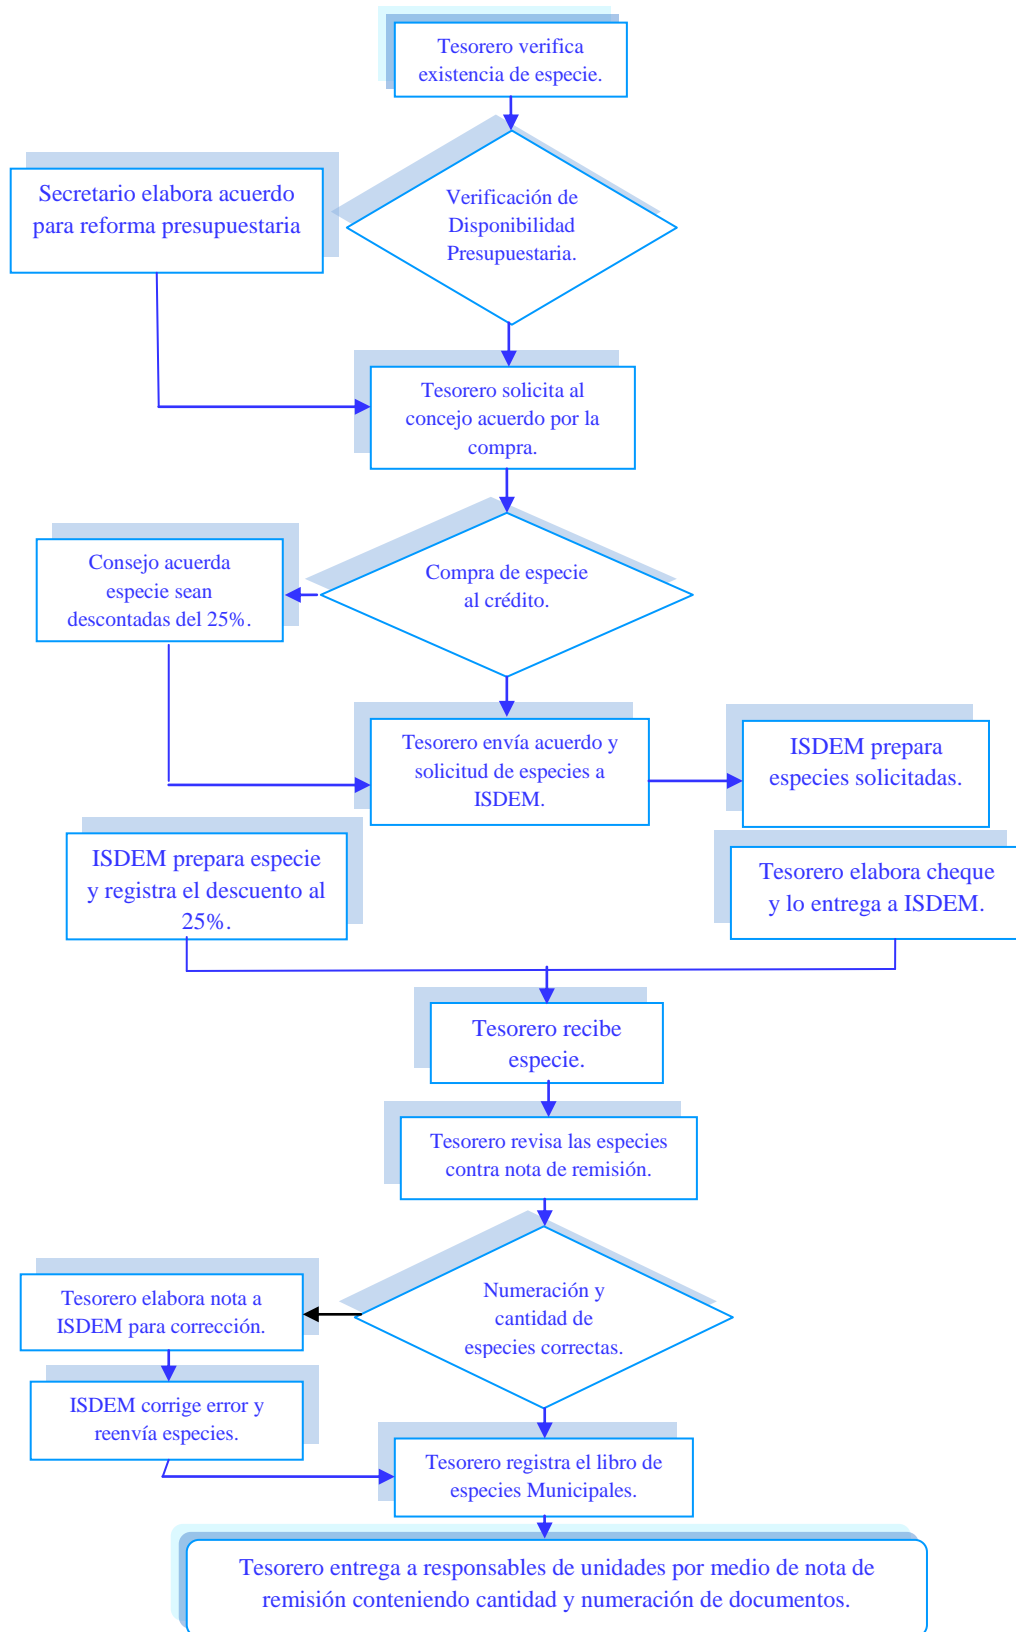 Tesorero verifica
existencia de especie.
Secretario elabora acuerdo
para reforma presupuestaria
Verificación de
Disponibilidad
Presupuestaria.
Tesorero solicita al
concejo acuerdo por la
compra.
Consejo acuerda
especie sean
descontadas del 25%.
Compra de especie
al crédito.
Tesorero envía acuerdo y
solicitud de especies a
ISDEM.
ISDEM prepara
especies solicitadas.
ISDEM prepara especie
y registra el descuento al
25%.
Tesorero elabora cheque
y lo entrega a ISDEM.
Tesorero recibe
especie.
Tesorero revisa las especies
contra nota de remisión.
Numeración y
cantidad de
especies correctas.
Tesorero elabora nota a
ISDEM para corrección.
ISDEM corrige error y
reenvía especies.
Tesorero registra el libro de
especies Municipales.
Tesorero entrega a responsables de unidades por medio de nota de
remisión conteniendo cantidad y numeración de documentos.